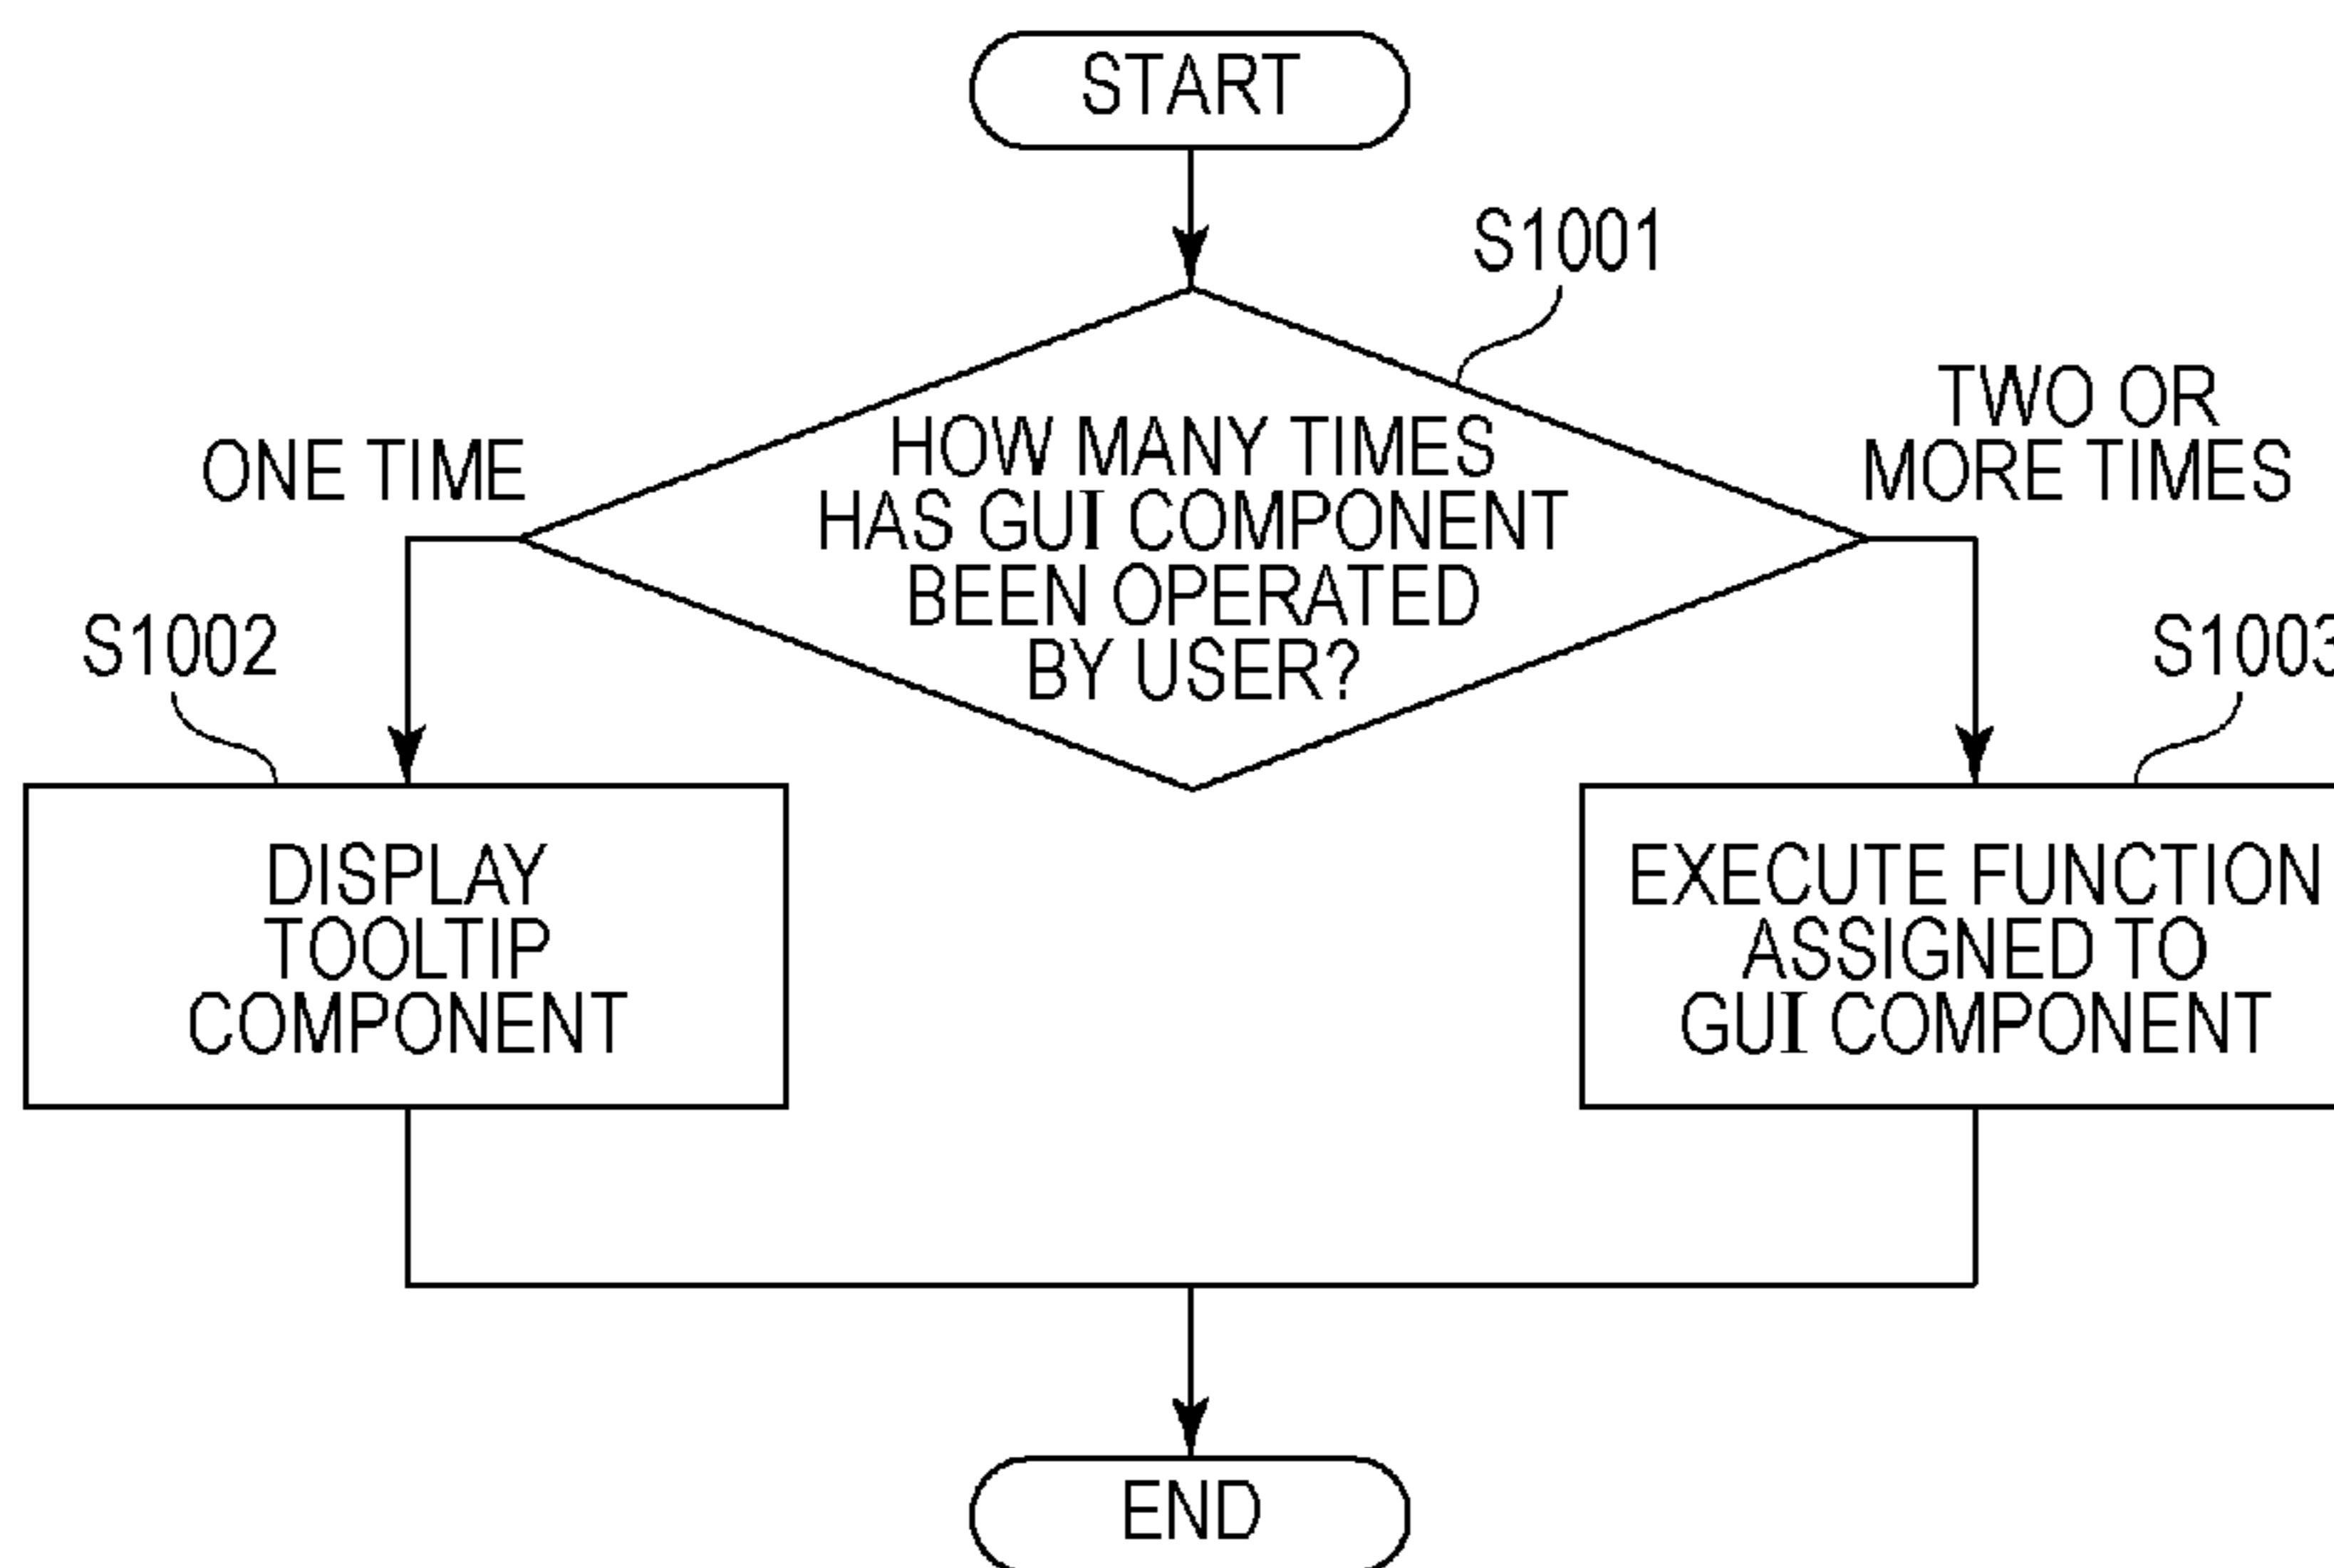 START
S1001
ONE TIME
HOW MANY TIMES
HAS GUI COMPONENT
BEEN OPERATED
BY USER?
TWO OR
MORE TIMES
S1002
S1003
DISPLAY
TOOLTIP
COMPONENT
EXECUTE FUNCTION
ASSIGNED TO
GUI COMPONENT
END